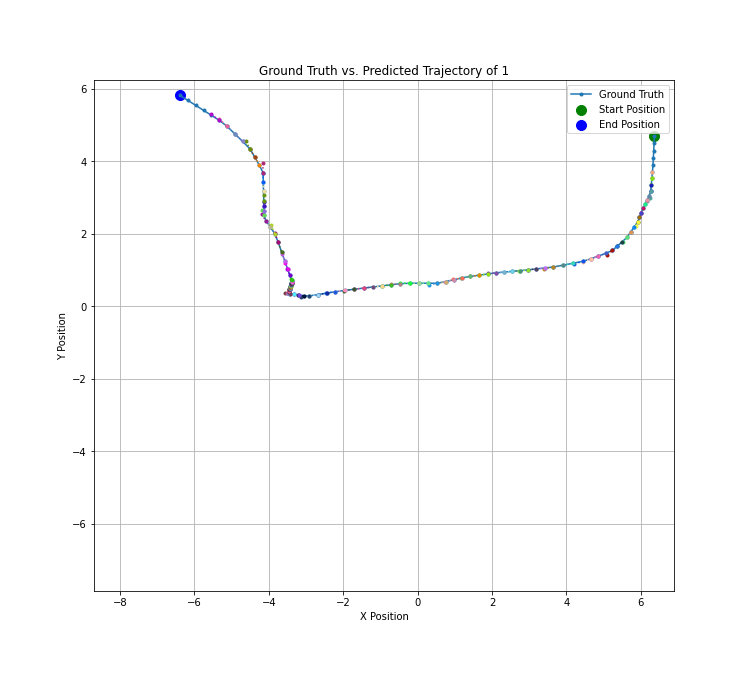 Ground Truth vs. Predicted Trajectory of 1
Ground Truth
Start Position
End Position
6
4
2
0
−2
−4
−6
Y Position
−8
−6
−4
−2
0
2
4
6
X Position